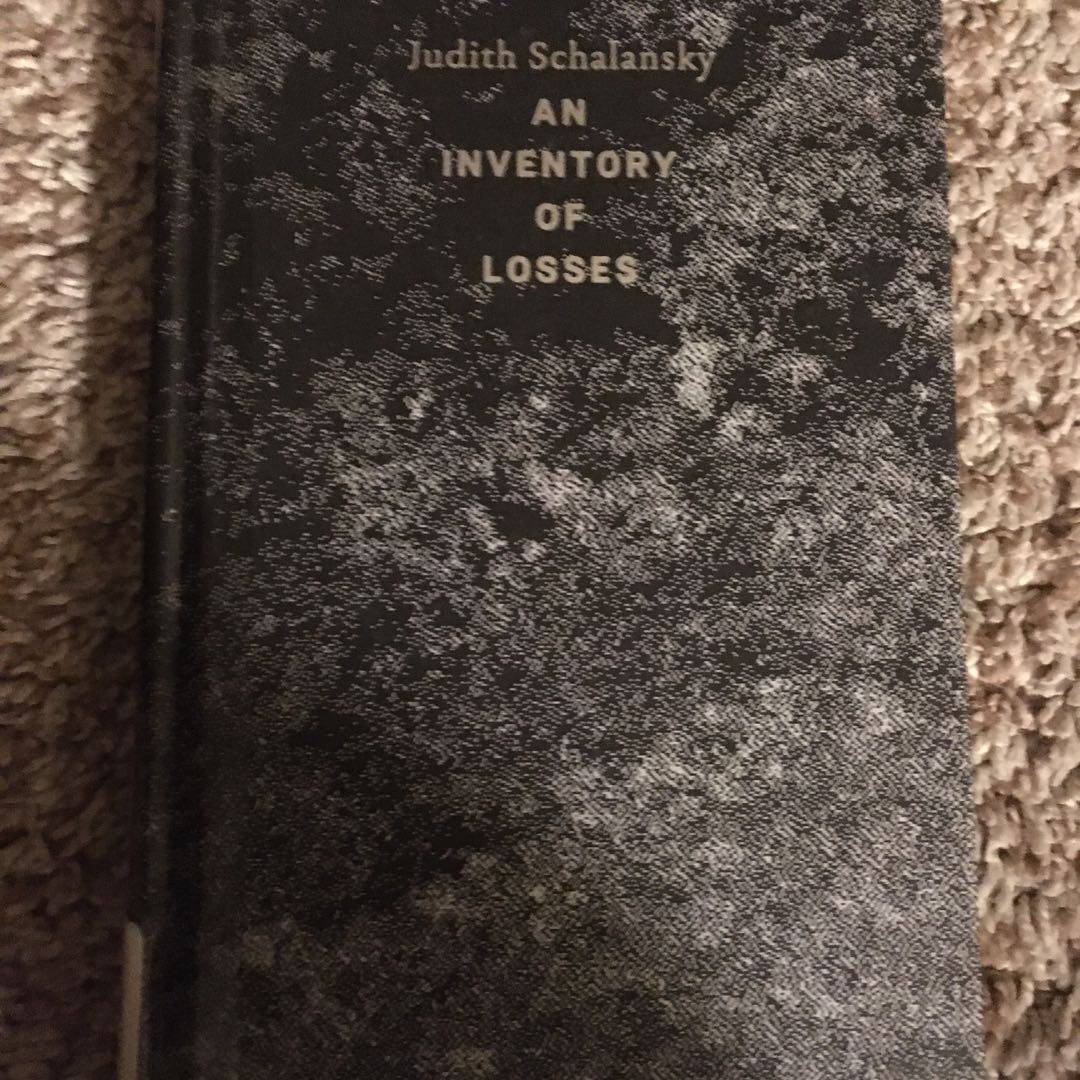 Judith Schalansky
AN
INVENTORY
OF
LOSSES